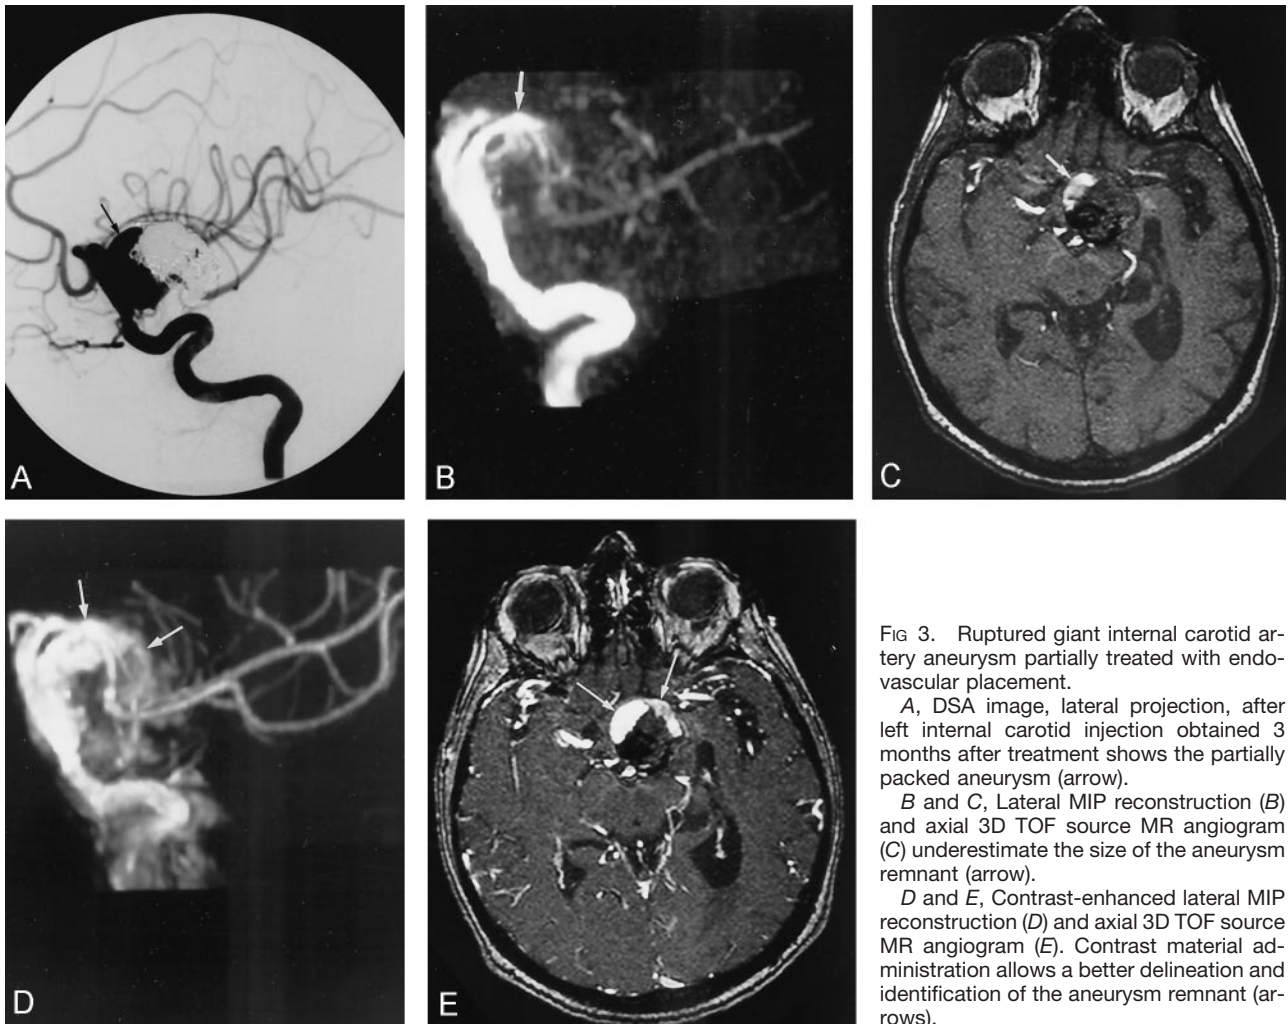 A
B
C
D
E
FIG 3. Ruptured giant internal carotid ar-
tery aneurysm partially treated with endo-
vascular placement.
A, DSA image, lateral projection, after
left internal carotid injection obtained 3
months after treatment shows the partially
packed aneurysm (arrow).
B and C, Lateral MIP reconstruction (B)
and axial 3D TOF source MR angiogram
(C) underestimate the size of the aneurysm
remnant (arrow).
D and E, Contrast-enhanced lateral MIP
reconstruction (D) and axial 3D TOF source
MR angiogram (E). Contrast material ad-
ministration allows a better delineation and
identification of the aneurysm remnant (ar-
rows).